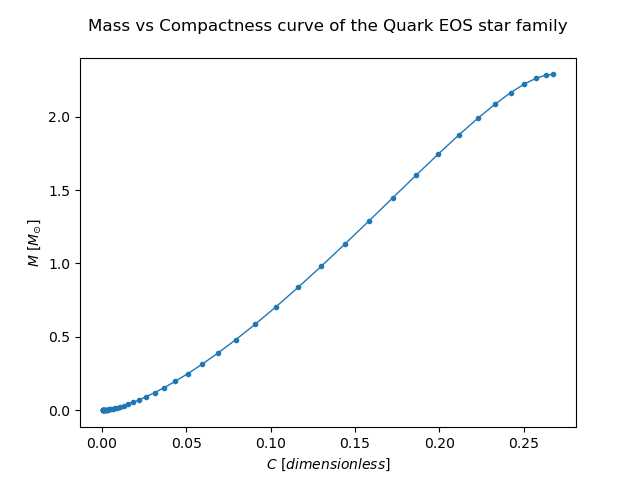 Mass vs Compactness curve of the Quark EOS star family
2.0
1.5
1.0
0.5
0.0
M [M⊙]
0.00 0.05 0.10 0.15 0.20 0.25
C [dimensionless]